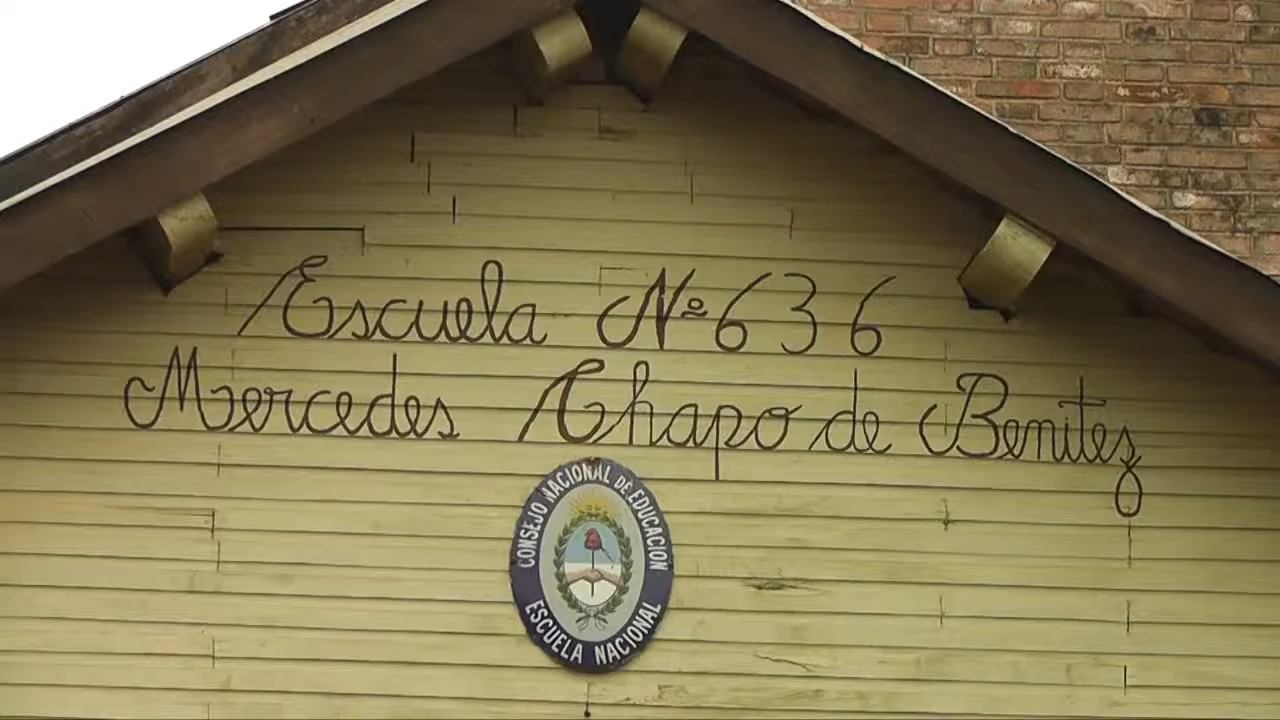 Escuela Nº 636
Mercedes Chapo de Benitez
CONSEJO NACIONAL DE EDUCACION
ESCUELA NACIONAL